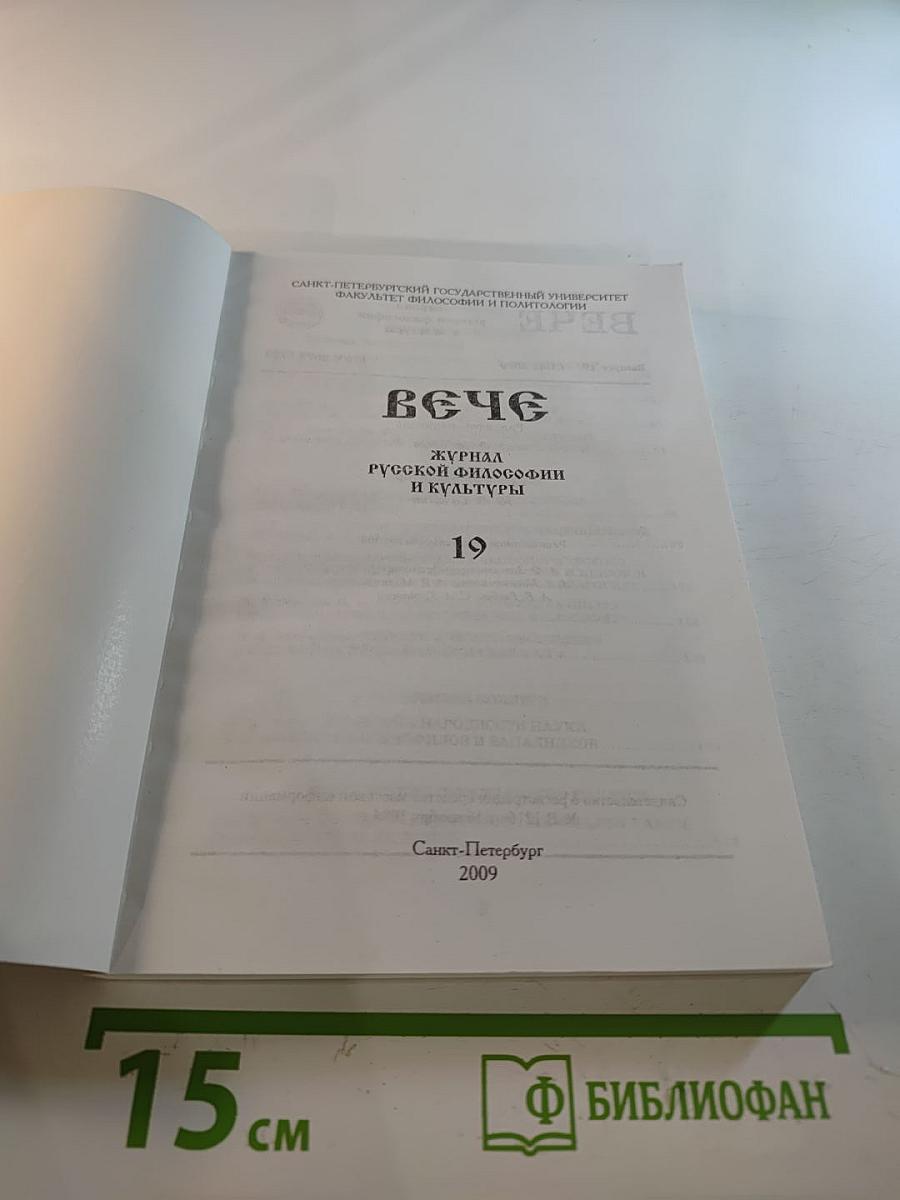 САНКТ-ПЕТЕРБУРГСКИЙ ГОСУДАРСТВЕННЫЙ УНИВЕРСИТЕТ
ФАКУЛЬТЕТ ФИЛОСОФИИ И ПОЛИТОЛОГИИ
ВЕЧЕ
ЖУРНАЛ
РУССКОЙ ФИЛОСОФИИ
И КУЛЬТУРЫ
19
Санкт-Петербург
2009
15 см
Ф БИБЛИОФАН